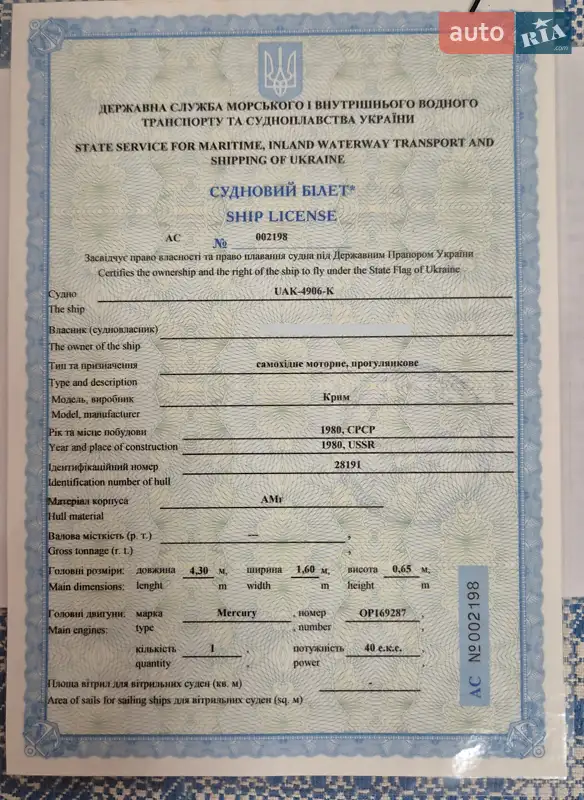 auto RIA .com
ДЕРЖАВНА СЛУЖБА МОРСЬКОГО І ВНУТРІШНЬОГО ВОДНОГО
ТРАНСПОРТУ ТА СУДНОПЛАВСТВА УКРАЇНИ
STATE SERVICE FOR MARITIME, INLAND WATERWAY TRANSPORT AND
SHIPPING OF UKRAINE
СУДНОВИЙ БІЛЕТ*
SHIP LICENSE
АС № 002198
Засвідчує право власності та право плавання судна під Державним Прапором України
Certifies the ownership and the right of the ship to fly under the State Flag of Ukraine
Судно UAK-4906-K
The ship
Власник (судновласник)
The owner of the ship
Тип та призначення самохідне моторне, прогулянкове
Type and description
Модель, виробник Крим
Model, manufacturer
Рік та місце побудови 1980, СРСР
Year and place of construction 1980, USSR
Ідентифікаційний номер 28191
Identification number of hull
Матеріал корпуса АМг
Hull material
Валова місткість (р. т.) --- ,
Gross tonnage (r. t.) ,
Головні розміри: довжина 4,30 м, ширина 1,60 м, висота 0,65 м,
Main dimensions: lenght m width m height m
Головні двигуни: марка Mercury , номер OP169287 ,
Main engines: type , number ,
кількість 1 , потужність 40 е.к.с. ,
quantity , power ,
Площа вітрил для вітрильних суден (кв. м) - ,
Area of sails for sailing ships для вітрильних суден (sq. m) ,
АС №002198